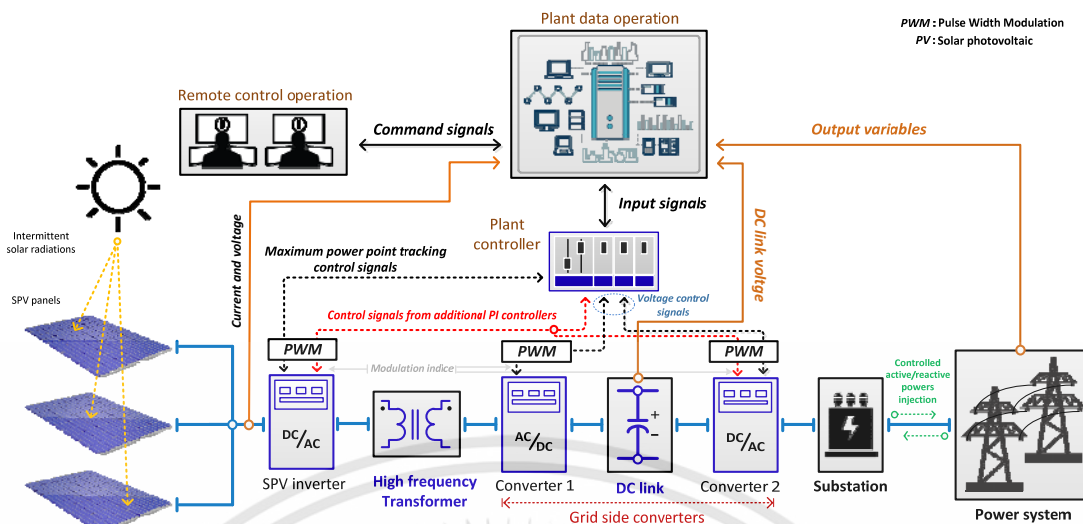 Plant data operation
PWM : Pulse Width Modulation
PV : Solar photovoltaic
Remote control operation
Command signals
Output variables
Input signals
Plant
controller
Intermittent
solar radiations
SPV panels
Current and voltage
Maximum power point tracking
control signals
DC link voltge
Voltage control
signals
Control signals from additional PI controllers
PWM
PWM
PWM
Modulation indice
Controlled
active/reactive
powers
injection
DC/AC
AC/DC
+
−
DC/AC
SPV inverter
High frequency
Transformer
Converter 1
DC link
Converter 2
Substation
Power system
Grid side converters